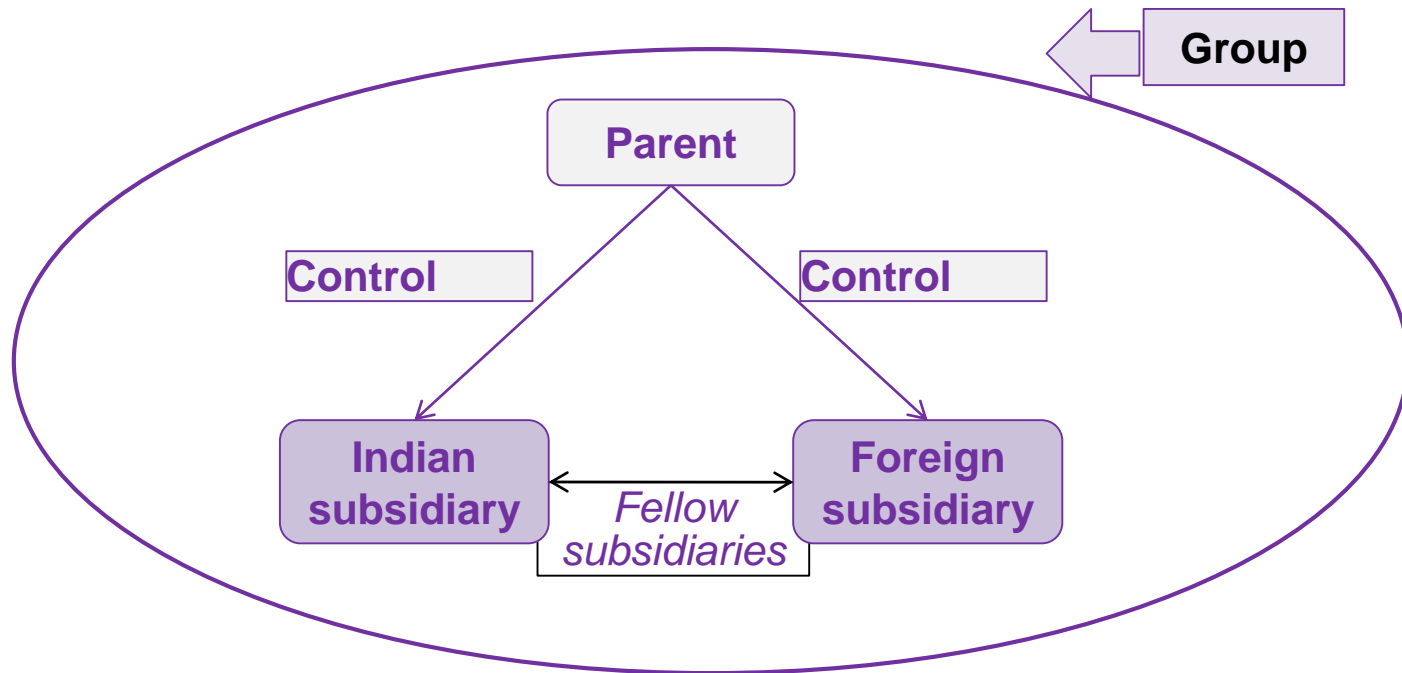 Group
Parent
Control
Control
Indian
subsidiary
Foreign
subsidiary
Fellow
subsidiaries